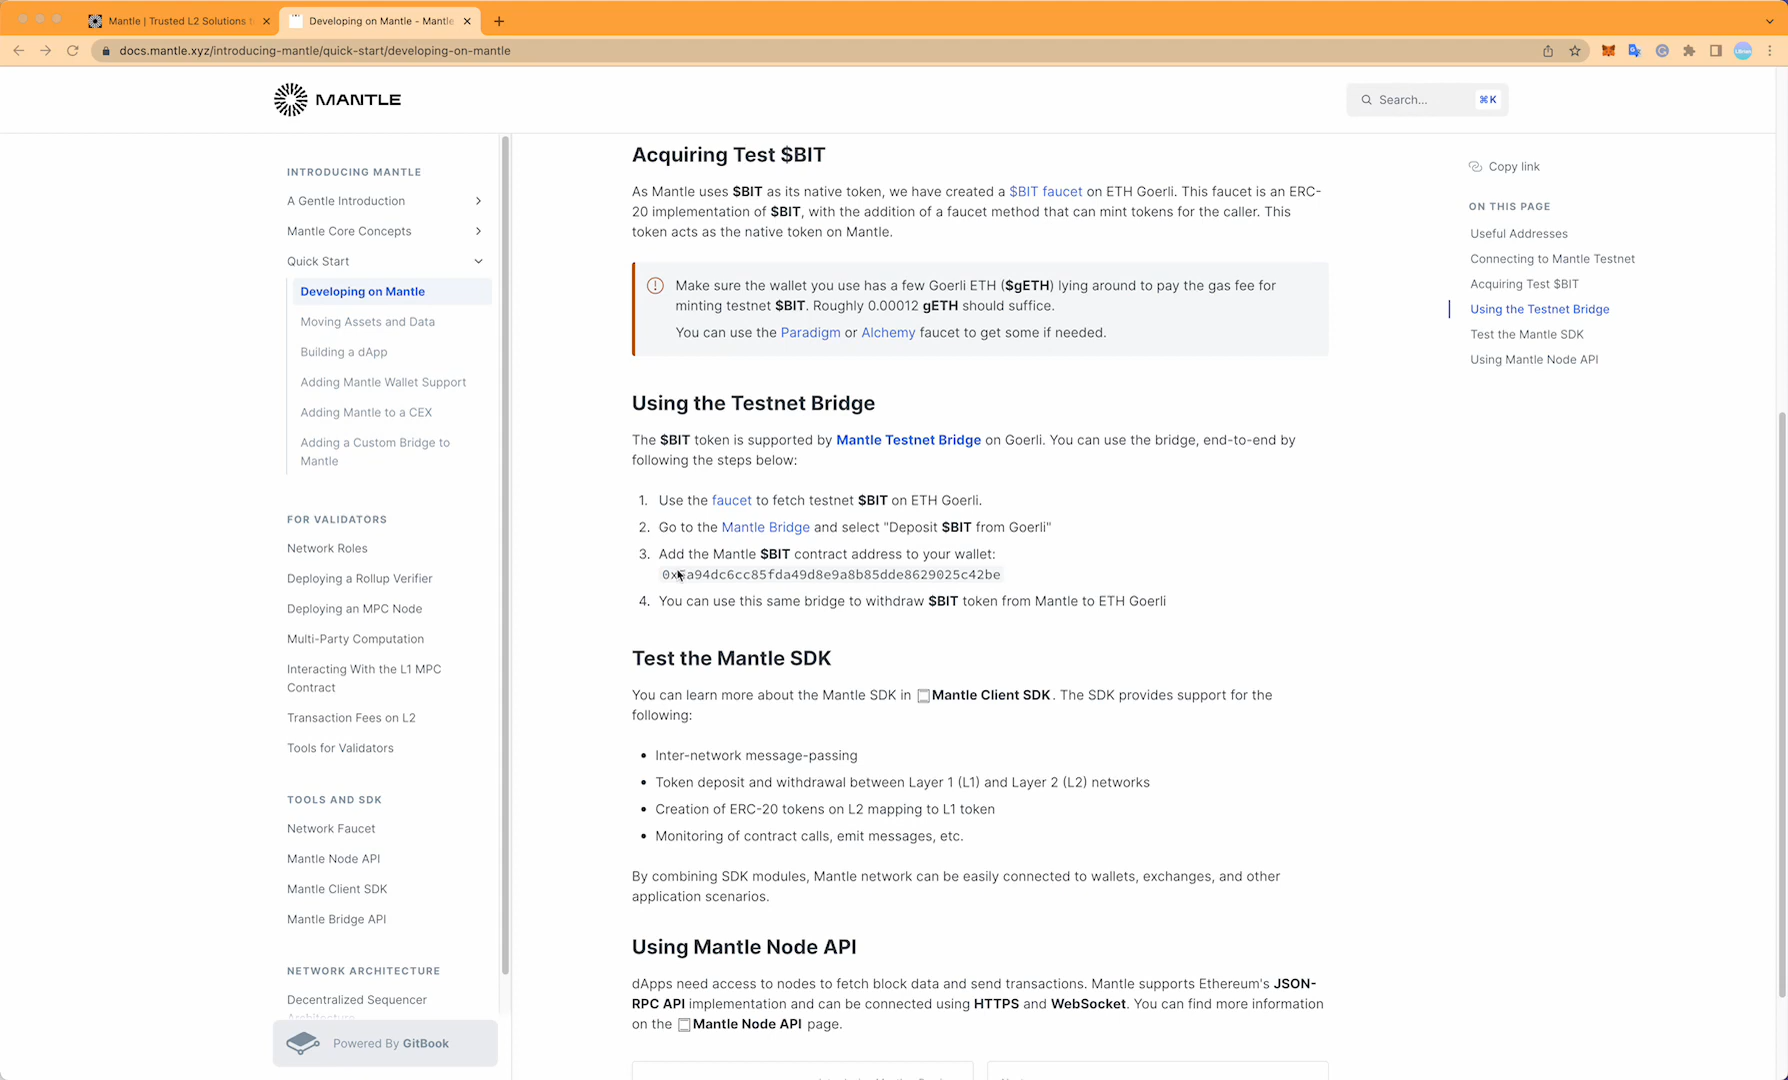 Mantle | Trusted L2 Solutions
Developing on Mantle - Mantle
docs.mantle.xyz/introducing-mantle/quick-start/developing-on-mantle
MANTLE
Search...
⌘K
INTRODUCING MANTLE
A Gentle Introduction
Mantle Core Concepts
Quick Start
Developing on Mantle
Moving Assets and Data
Building a dApp
Adding Mantle Wallet Support
Adding Mantle to a CEX
Adding a Custom Bridge to
Mantle
FOR VALIDATORS
Network Roles
Deploying a Rollup Verifier
Deploying an MPC Node
Multi-Party Computation
Interacting With the L1 MPC
Contract
Transaction Fees on L2
Tools for Validators
TOOLS AND SDK
Network Faucet
Mantle Node API
Mantle Client SDK
Mantle Bridge API
NETWORK ARCHITECTURE
Decentralized Sequencer
Architecture
Powered By GitBook
Acquiring Test $BIT
As Mantle uses $BIT as its native token, we have created a $BIT faucet on ETH Goerli. This faucet is an ERC-
20 implementation of $BIT, with the addition of a faucet method that can mint tokens for the caller. This
token acts as the native token on Mantle.
Make sure the wallet you use has a few Goerli ETH ($gETH) lying around to pay the gas fee for
minting testnet $BIT. Roughly 0.00012 gETH should suffice.
You can use the Paradigm or Alchemy faucet to get some if needed.
Using the Testnet Bridge
The $BIT token is supported by Mantle Testnet Bridge on Goerli. You can use the bridge, end-to-end by
following the steps below:
1. Use the faucet to fetch testnet $BIT on ETH Goerli.
2. Go to the Mantle Bridge and select "Deposit $BIT from Goerli"
3. Add the Mantle $BIT contract address to your wallet:
4. You can use this same bridge to withdraw $BIT token from Mantle to ETH Goerli
Test the Mantle SDK
You can learn more about the Mantle SDK in Mantle Client SDK. The SDK provides support for the
following:
• Inter-network message-passing
• Token deposit and withdrawal between Layer 1 (L1) and Layer 2 (L2) networks
• Creation of ERC-20 tokens on L2 mapping to L1 token
• Monitoring of contract calls, emit messages, etc.
By combining SDK modules, Mantle network can be easily connected to wallets, exchanges, and other
application scenarios.
Using Mantle Node API
dApps need access to nodes to fetch block data and send transactions. Mantle supports Ethereum's JSON-
RPC API implementation and can be connected using HTTPS and WebSocket. You can find more information
on the Mantle Node API page.
Copy link
ON THIS PAGE
Useful Addresses
Connecting to Mantle Testnet
Acquiring Test $BIT
Using the Testnet Bridge
Test the Mantle SDK
Using Mantle Node API